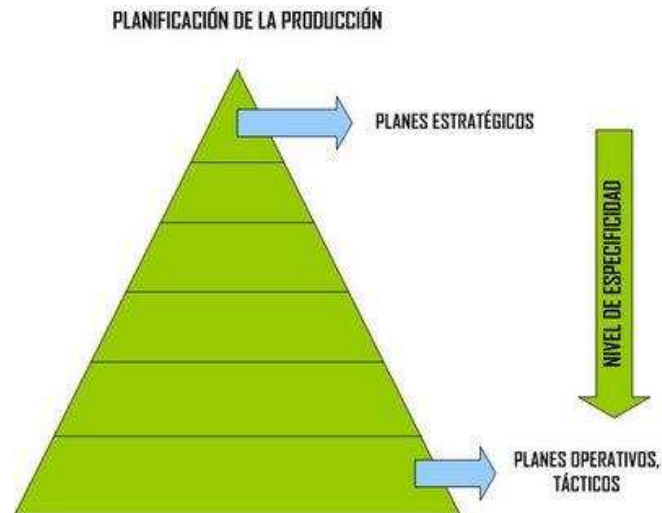 PLANIFICACIÓN DE LA PRODUCCIÓN
PLANES ESTRATÉGICOS
NIVEL DE ESPECIFICIDAD
PLANES OPERATIVOS,
TÁCTICOS